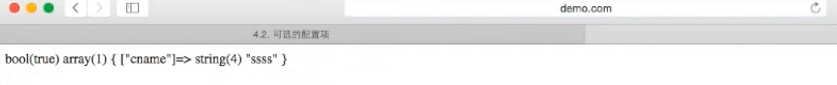 demo.com
4.2. 可选的配置项
bool(true) array(1) { ["cname"]=> string(4) "ssss" }